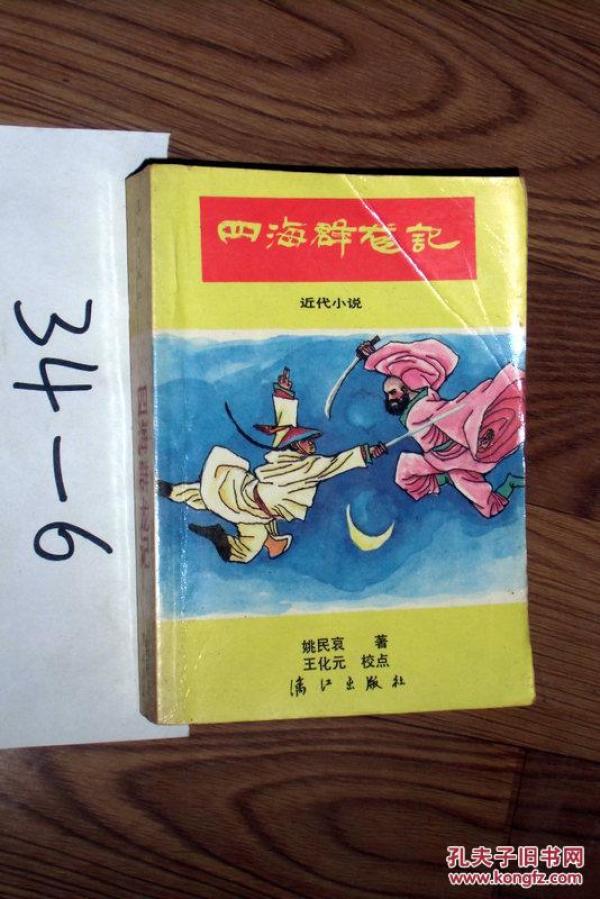 34-6
四海群龙記
近代小说
姚民哀 著
王化元 校点
漓江出版社
孔夫子旧书网
www.kongfz.com